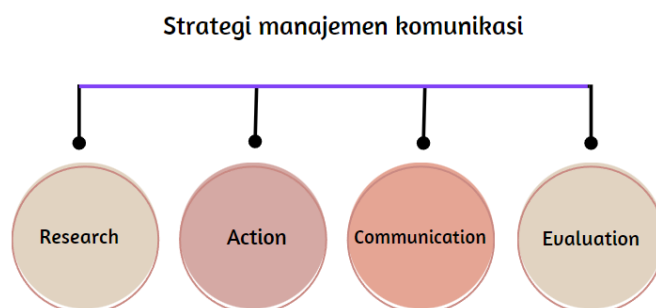 Strategi manajemen komunikasi
Research
Action
Communication
Evaluation